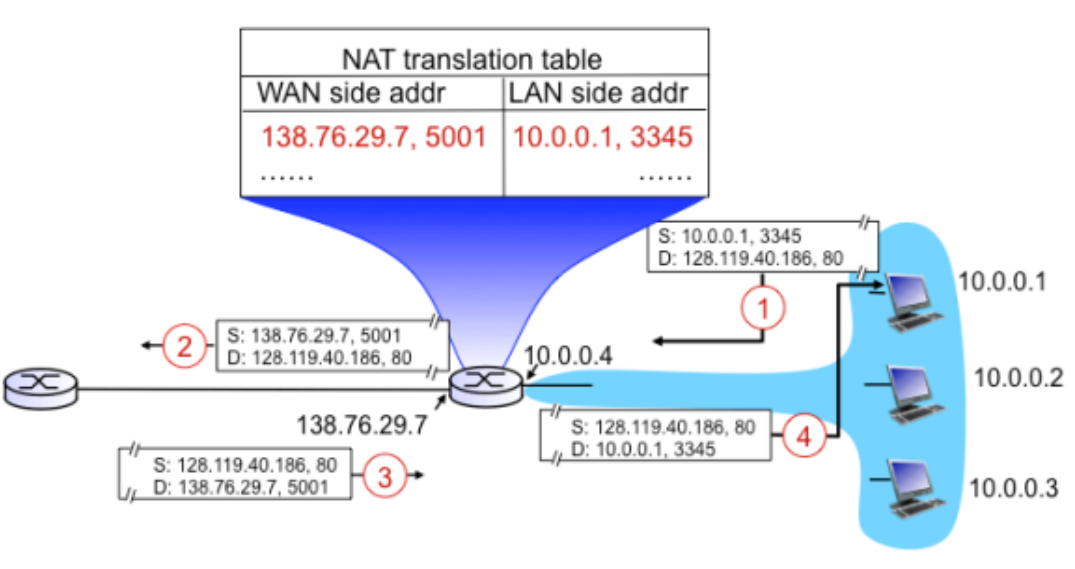 NAT translation table
WAN side addr LAN side addr
138.76.29.7, 5001 10.0.0.1, 3345
...... ......
S: 10.0.0.1, 3345
D: 128.119.40.186, 80
1
10.0.0.1
2
S: 138.76.29.7, 5001
D: 128.119.40.186, 80
10.0.0.4
10.0.0.2
138.76.29.7
S: 128.119.40.186, 80
D: 10.0.0.1, 3345
4
S: 128.119.40.186, 80
D: 138.76.29.7, 5001
3
10.0.0.3